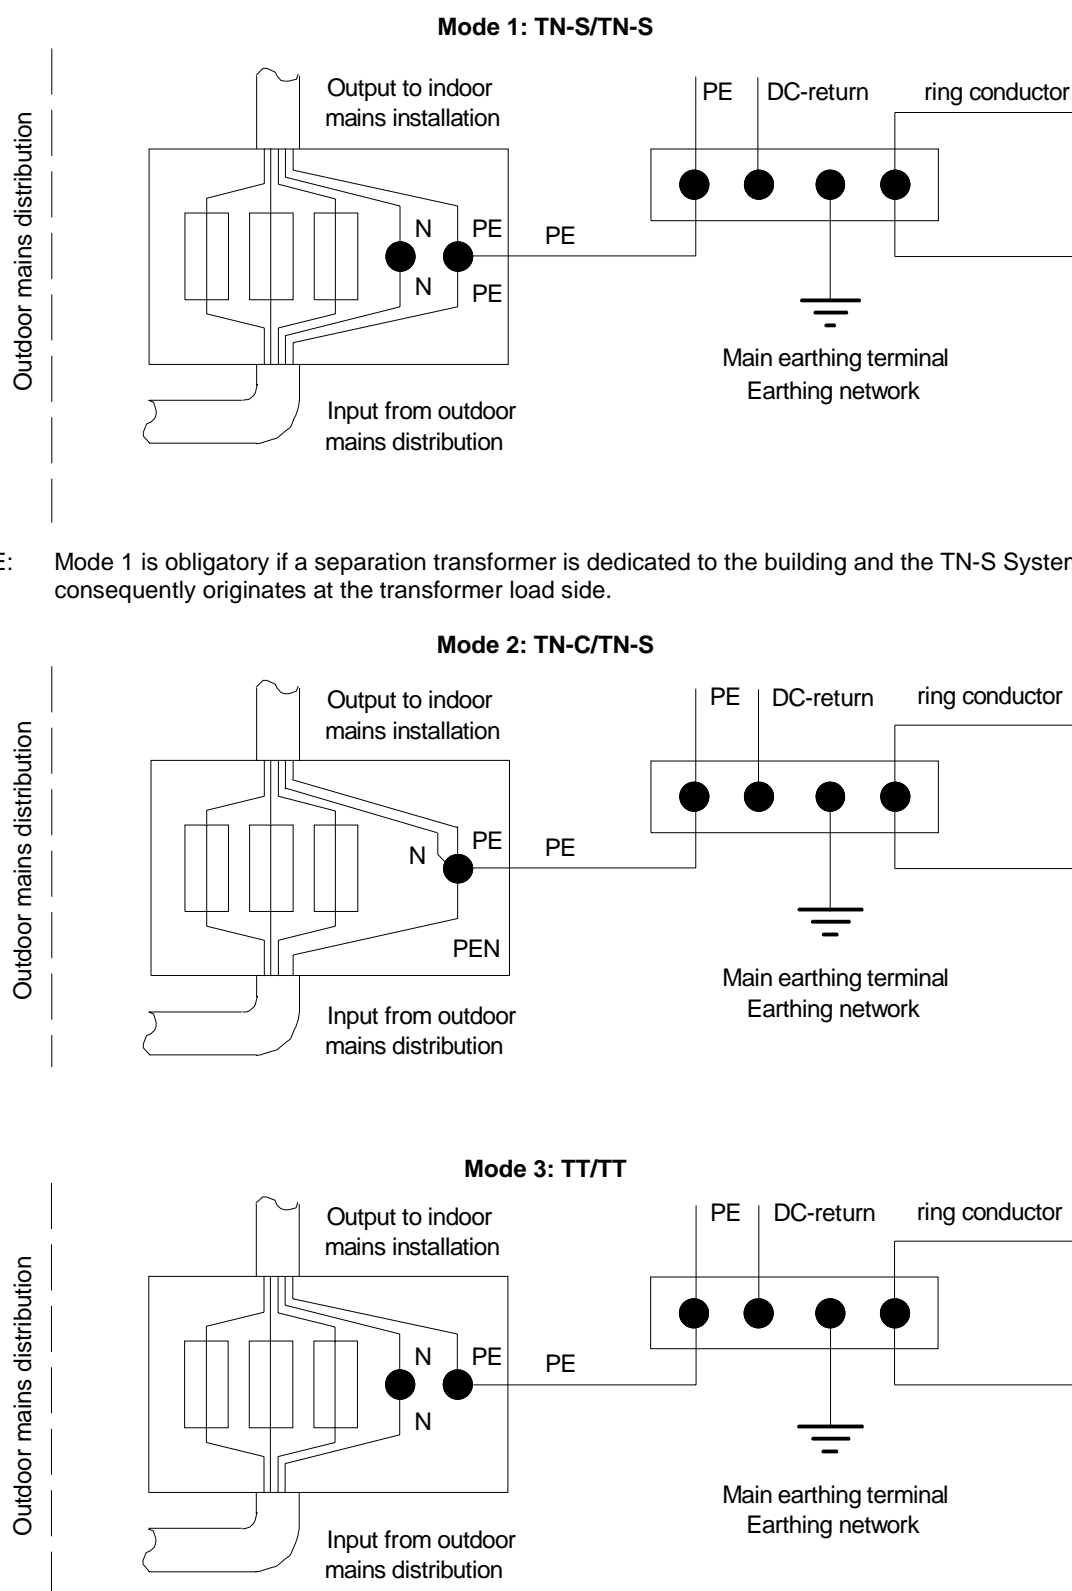 Mode 1: TN-S/TN-S
Outdoor mains distribution
Output to indoor
mains installation
PE
DC-return
ring conductor
N
PE
PE
N
PE
Main earthing terminal
Earthing network
Input from outdoor
mains distribution
E:
Mode 1 is obligatory if a separation transformer is dedicated to the building and the TN-S System
consequently originates at the transformer load side.
Mode 2: TN-C/TN-S
Outdoor mains distribution
Output to indoor
mains installation
PE
DC-return
ring conductor
N
PE
PE
PEN
Main earthing terminal
Earthing network
Input from outdoor
mains distribution
Mode 3: TT/TT
Outdoor mains distribution
Output to indoor
mains installation
PE
DC-return
ring conductor
N
PE
PE
N
Main earthing terminal
Earthing network
Input from outdoor
mains distribution